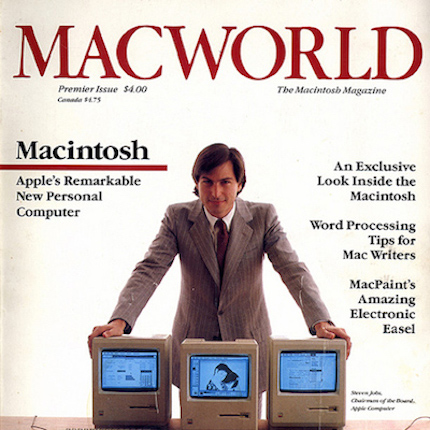 MACWORLD
Premier Issue $4.00
Canada $4.75
The Macintosh Magazine
Macintosh
Apple's Remarkable
New Personal
Computer
An Exclusive
Look Inside the
Macintosh
Word Processing
Tips for
Mac Writers
MacPaint's
Amazing
Electronic
Easel
Steven Jobs,
Chairman of the Board,
Apple Computer